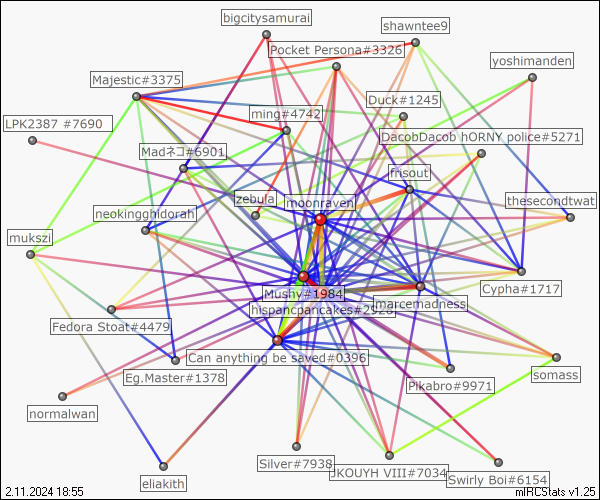 bigcitysamurai
shawntee9
Pocket Persona#3326
yoshimanden
Majestic#3375
Duck#1245
ming#4742
LPK2387 #7690
DacobDacob hORNY police#5271
Madネコ#6901
frisout
zebula
moonraven
thesecondtwat
neokingghidorah
mukszi
Cypha#1717
Mushy#1984
marcemadness
hispancpancakes#2926
Fedora Stoat#4479
Can anything be saved#0396
somass
Eg.Master#1378
Pikabro#9971
normalwan
Silver#7938
JKOUYH VIII#7034
Swirly Boi#6154
eliakith
2.11.2024 18:55
mIRCStats v1.25